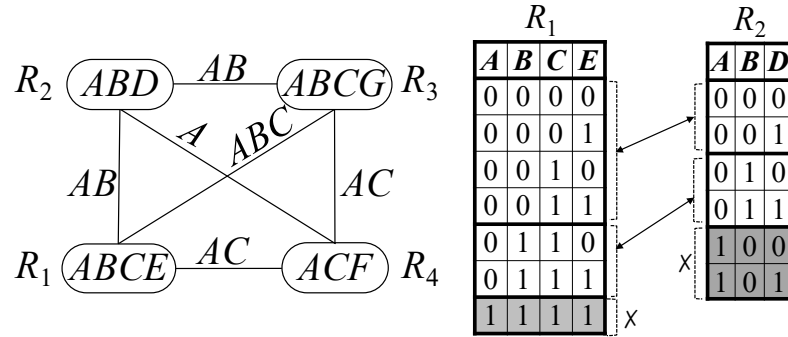 R2 ABD AB ABCG R3
A ABC
AB AC
R1 ABCE AC ACF R4
R1
A B C E
0 0 0 0
0 0 0 1
0 0 1 0
0 0 1 1
0 1 1 0
0 1 1 1
1 1 1 1 X
R2
A B D
0 0 0
0 0 1
0 1 0
0 1 1
1 0 0
1 0 1
X